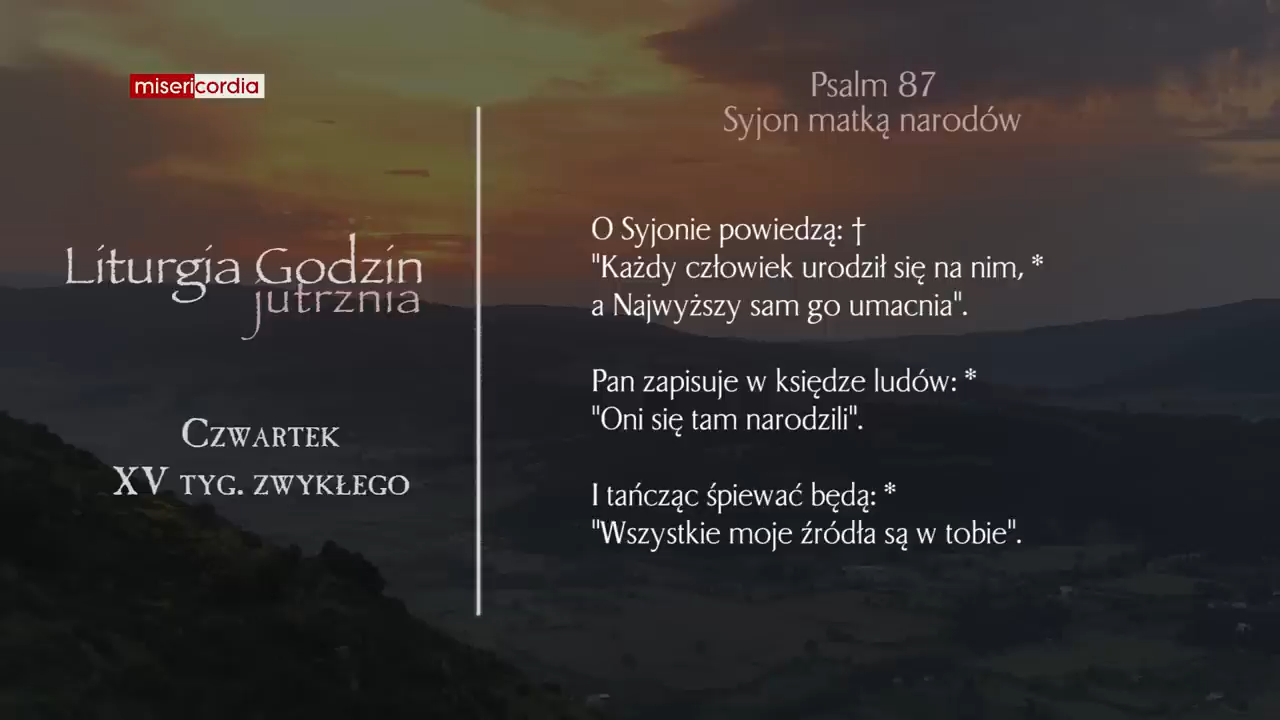 misericordia
Liturgia Godzin
jutrznia
Czwartek
XV tyg. zwykłego
Psalm 87
Syjon matką narodów
O Syjonie powiedzą: †
"Każdy człowiek urodził się na nim, *
a Najwyższy sam go umacnia".
Pan zapisuje w księdze ludów: *
"Oni się tam narodzili".
I tańcząc śpiewać będą: *
"Wszystkie moje źródła są w tobie".